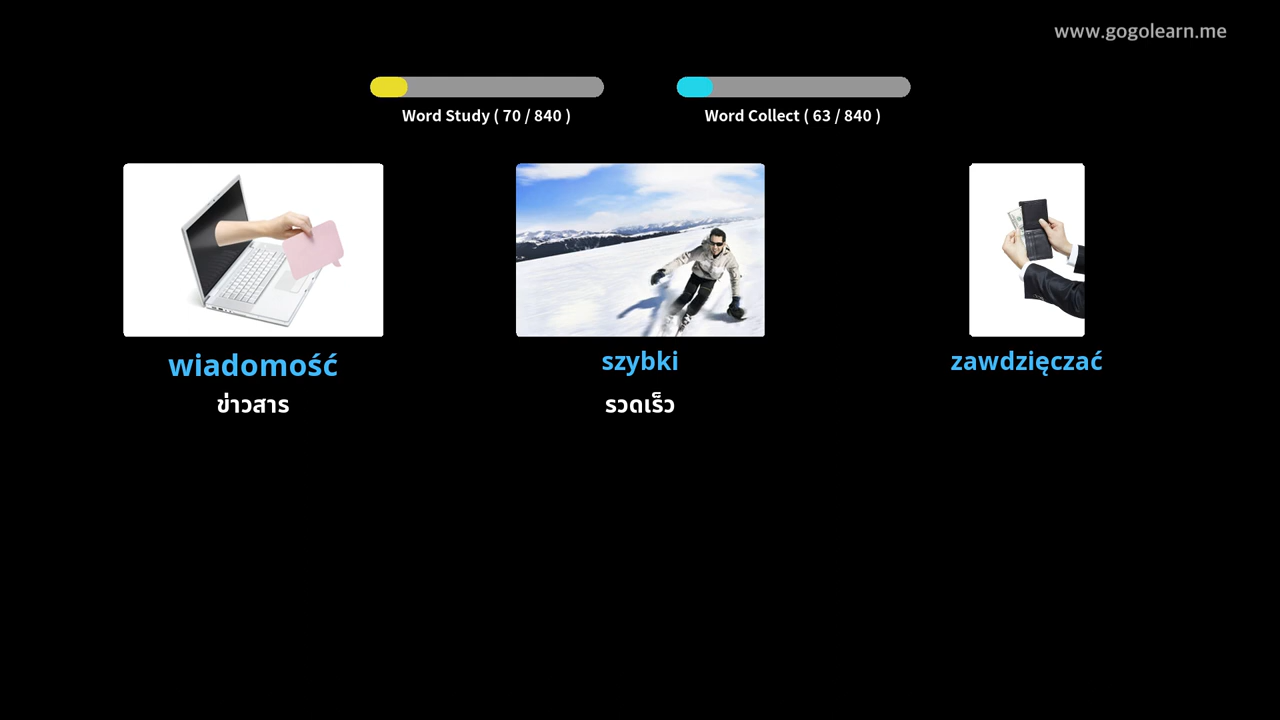 www.gogolearn.me
Word Study ( 70 / 840 )
Word Collect ( 63 / 840 )
wiadomość
szybki
zawdzięczać
ข่าวสาร
รวดเร็ว